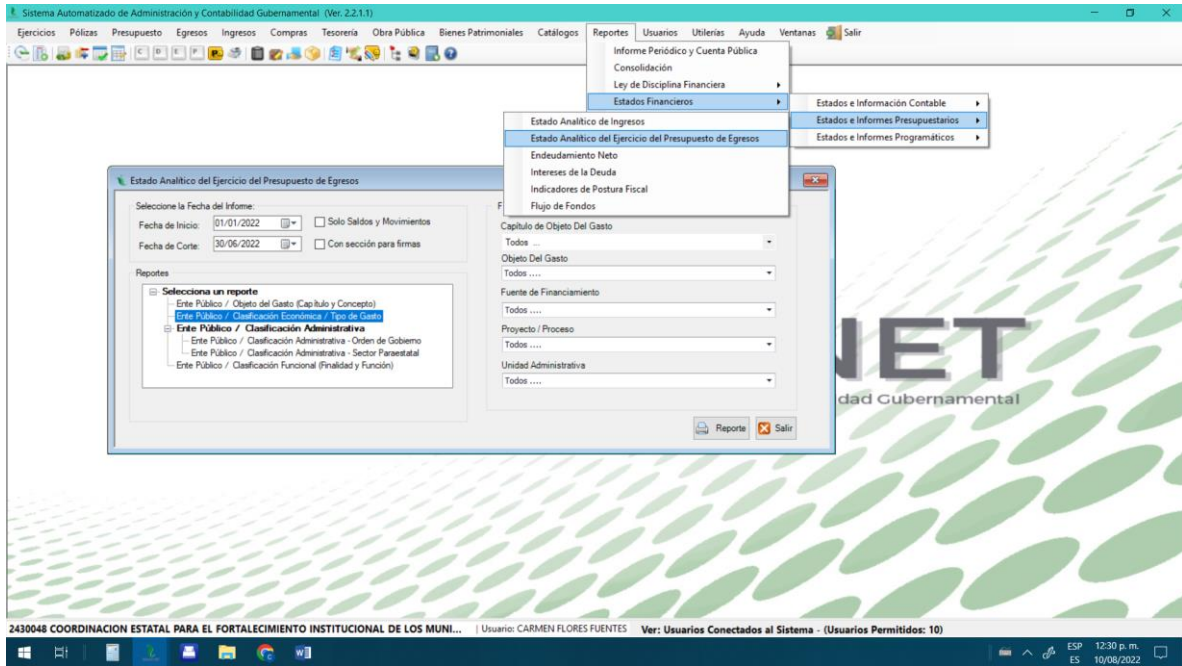 Sistema Automatizado de Administración y Contabilidad Gubernamental (Ver. 2.2.1.1)
Ejercicios Pólizas Presupuesto Egresos Ingresos Compras Tesorería Obra Pública Bienes Patrimoniales Catálogos Reportes Usuarios Utilerías Ayuda Ventanas Salir
C D E P P
Informe Periódico y Cuenta Pública
Consolidación
Ley de Disciplina Financiera
Estados Financieros
Estados e Información Contable
Estados e Informes Presupuestarios
Estados e Informes Programáticos
Estado Analítico de Ingresos
Estado Analítico del Ejercicio del Presupuesto de Egresos
Endeudamiento Neto
Intereses de la Deuda
Indicadores de Postura Fiscal
Flujo de Fondos
Estado Analítico del Ejercicio del Presupuesto de Egresos
Seleccione la Fecha del Infome:
Fecha de Inicio: 01/01/2022 Solo Saldos y Movimientos
Fecha de Corte: 30/06/2022 Con sección para firmas
Reportes
Selecciona un reporte
Ente Público / Objeto del Gasto (Capítulo y Concepto)
Ente Público / Clasificación Económica / Tipo de Gasto
Ente Público / Clasificación Administrativa
Ente Público / Clasificación Administrativa - Orden de Gobierno
Ente Público / Clasificación Administrativa - Sector Paraestatal
Ente Público / Clasificación Funcional (Finalidad y Función)
Capítulo de Objeto Del Gasto
Todos ...
Objeto Del Gasto
Todos ....
Fuente de Financiamiento
Todos ....
Proyecto / Proceso
Todos ....
Unidad Administrativa
Todos ....
Reporte Salir
NET
dad Gubernamental
2430048 COORDINACION ESTATAL PARA EL FORTALECIMIENTO INSTITUCIONAL DE LOS MUNI... | Usuario: CARMEN FLORES FUENTES Ver: Usuarios Conectados al Sistema - (Usuarios Permitidos: 10)
ESP 12:30 p. m.
ES 10/08/2022